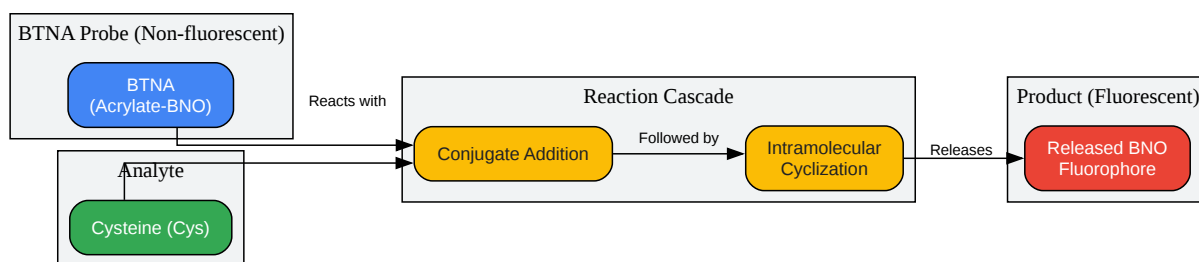 BTNA Probe (Non-fluorescent)
BTNA
(Acrylate-BNO)
Reacts with
Analyte
Cysteine (Cys)
Reaction Cascade
Conjugate Addition
Followed by
Intramolecular
Cyclization
Releases
Product (Fluorescent)
Released BNO
Fluorophore